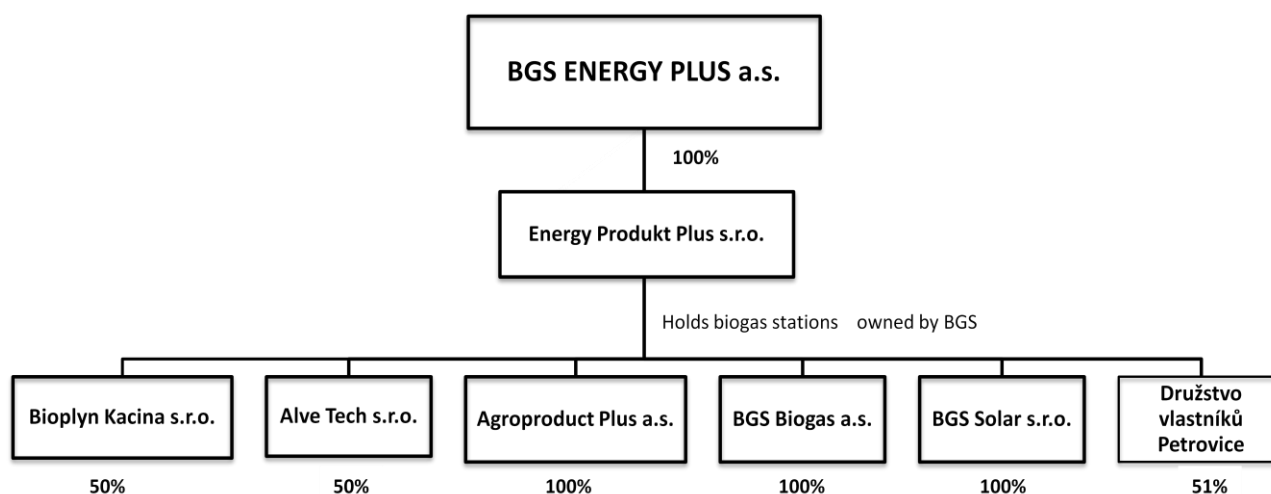 BGS ENERGY PLUS a.s.
100%
Energy Produkt Plus s.r.o.
Holds biogas stations owned by BGS
Bioplyn Kacina s.r.o.
Alve Tech s.r.o.
Agroproduct Plus a.s.
BGS Biogas a.s.
BGS Solar s.r.o.
Družstvo
vlastníků
Petrovice
50%
50%
100%
100%
100%
51%